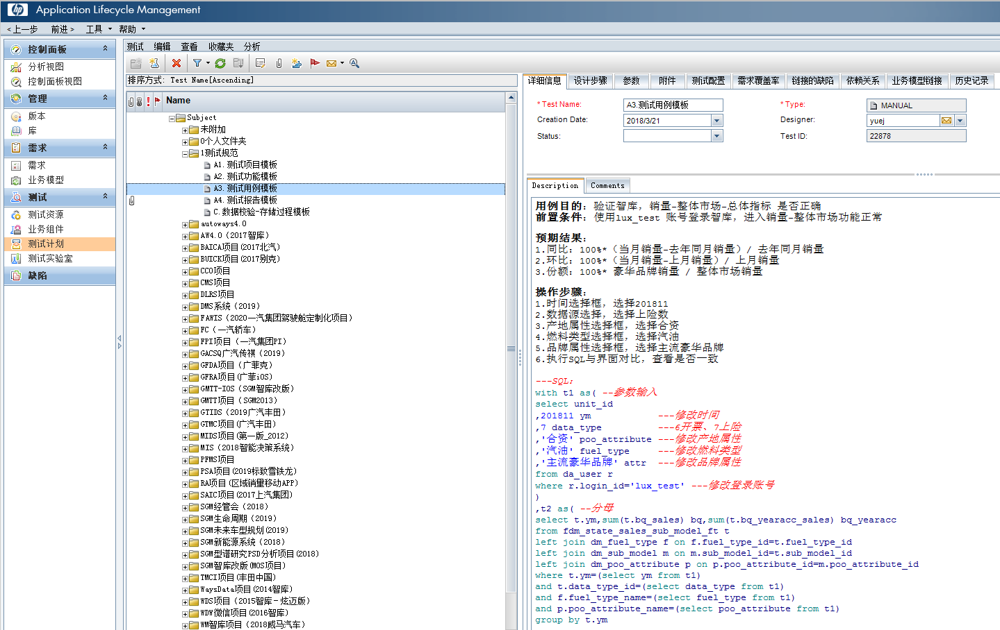 hp Application Lifecycle Management
<上一步 前进> 工具 帮助
控制面板
分析视图
控制面板视图
管理
版本
库
需求
需求
业务模型
测试
测试资源
业务组件
测试计划
测试实验室
缺陷
测试 编辑 查看 收藏夹 分析
排序方式: Test Name[Ascending]
Name
Subject
未附加
0个人文件夹
1测试规范
A1.测试项目模板
A2.测试功能模板
A3.测试用例模板
A4.测试报告模板
C.数据校验-存储过程模板
autoways4.0
AW4.0（2017智库）
BAICA项目(2017北汽)
BUICK项目(2017别克)
CCO项目
CMS项目
DLRS项目
DMS系统（2019）
FAWIS（2020一汽集团驾驶舱定制化项目）
FC（一汽轿车）
FPI项目（一汽集团PI）
GACSQ广汽传祺（2019）
GFDA项目（广菲克）
GFRA项目(广菲iOS)
GMTT-IOS（SGM智库改版）
GMTT项目（SGM2013）
GTIDS（2019广汽丰田）
GTMC项目(广汽丰田)
MIDS项目(第一版_2012)
MIS（2018智能决策系统）
PFMS项目
PSA项目(2019标致雪铁龙)
RAI项目(区域销量移动APP)
SAIC项目(2017上汽集团)
SGM经管会（2018）
SGM生命周期（2019）
SGM未来车型规划(2019)
SGM新能源系统（2018）
SGM型谱研究PSD分析项目(2018)
SGM智库改版(MOS项目)
TMCI项目(丰田中国)
WaysData项目(2014智库)
WDS项目（2015智库－炫迈版）
WDW微信项目(2016智库)
WM智库项目（2018威马汽车）
详细信息 设计步骤 参数 附件 测试配置 需求覆盖率 链接的缺陷 依赖关系 业务模型链接 历史记录
*Test Name: A3.测试用例模板 *Type: MANUAL
Creation Date: 2018/3/21 Designer: yuej
Status: Test ID: 22878
Description Comments
用例目的：验证智库，销量-整体市场-总体指标 是否正确
前置条件：使用lux_test 账号登录智库，进入销量-整体市场功能正常
预期结果：
1.同比：100%*（当月销量-去年同月销量）/ 去年同月销量
2.环比：100%*（当月销量-上月销量）/ 上月销量
3.份额：100%* 豪华品牌销量 / 整体市场销量
操作步骤：
1.时间选择框，选择201811
2.数据源选择，选择上险数
3.产地属性选择框，选择合资
4.燃料类型选择框，选择汽油
5.品牌属性选择框，选择主流豪华品牌
6.执行SQL与界面对比，查看是否一致
---SQL：
with t1 as( --参数输入
select unit_id
,201811 ym ---修改时间
,7 data_type ---6开票、7上险
,'合资' poo_attribute ---修改产地属性
,'汽油' fuel_type ---修改燃料类型
,'主流豪华品牌' attr ---修改品牌属性
from da_user r
where r.login_id='lux_test' ---修改登录账号
)
,t2 as( --分母
select t.ym,sum(t.bq_sales) bq,sum(t.bq_yearacc_sales) bq_yearacc
from fdm_state_sales_sub_model_ft t
left join dm_fuel_type f on f.fuel_type_id=t.fuel_type_id
left join dm_sub_model m on m.sub_model_id=t.sub_model_id
left join dm_poo_attribute p on p.poo_attribute_id=m.poo_attribute_id
where t.ym=(select ym from t1)
and t.data_type_id=(select data_type from t1)
and f.fuel_type_name=(select fuel_type from t1)
and p.poo_attribute_name=(select poo_attribute from t1)
group by t.ym